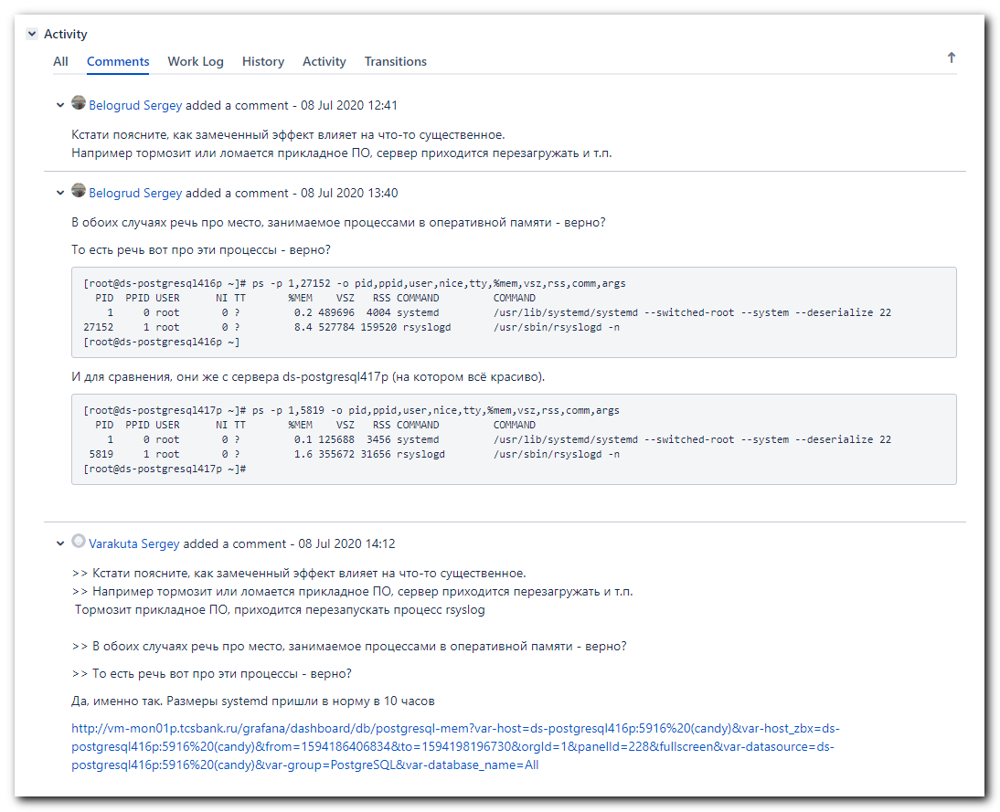 Activity
All Comments Work Log History Activity Transitions
Belogrud Sergey added a comment - 08 Jul 2020 12:41
Кстати поясните, как замеченный эффект влияет на что-то существенное.
Например тормозит или ломается прикладное ПО, сервер приходится перезагружать и т.п.
Belogrud Sergey added a comment - 08 Jul 2020 13:40
В обоих случаях речь про место, занимаемое процессами в оперативной памяти - верно?
То есть речь вот про эти процессы - верно?
[root@ds-postgresql416p ~]# ps -p 1,27152 -o pid,ppid,user,nice,tty,%mem,vsz,rss,comm,args
PID PPID USER NI TT %MEM VSZ RSS COMMAND COMMAND
1 0 root 0 ? 0.2 489696 4004 systemd /usr/lib/systemd/systemd --switched-root --system --deserialize 22
27152 1 root 0 ? 8.4 527784 159520 rsyslogd /usr/sbin/rsyslogd -n
[root@ds-postgresql416p ~]
И для сравнения, они же с сервера ds-postgresql417p (на котором всё красиво).
[root@ds-postgresql417p ~]# ps -p 1,5819 -o pid,ppid,user,nice,tty,%mem,vsz,rss,comm,args
PID PPID USER NI TT %MEM VSZ RSS COMMAND COMMAND
1 0 root 0 ? 0.1 125688 3456 systemd /usr/lib/systemd/systemd --switched-root --system --deserialize 22
5819 1 root 0 ? 1.6 355672 31656 rsyslogd /usr/sbin/rsyslogd -n
[root@ds-postgresql417p ~]#
Varakuta Sergey added a comment - 08 Jul 2020 14:12
>> Кстати поясните, как замеченный эффект влияет на что-то существенное.
>> Например тормозит или ломается прикладное ПО, сервер приходится перезагружать и т.п.
Тормозит прикладное ПО, приходится перезапускать процесс rsyslog
>> В обоих случаях речь про место, занимаемое процессами в оперативной памяти - верно?
>> То есть речь вот про эти процессы - верно?
Да, именно так. Размеры systemd пришли в норму в 10 часов
http://vm-mon01p.tcsbank.ru/grafana/dashboard/db/postgresql-mem?var-host=ds-postgresql416p:5916%20(candy)&var-host_zbx=ds-
postgresql416p:5916%20(candy)&from=1594186406834&to=1594198196730&orgId=1&panelId=228&fullscreen&var-datasource=ds-
postgresql416p:5916%20(candy)&var-group=PostgreSQL&var-database_name=All